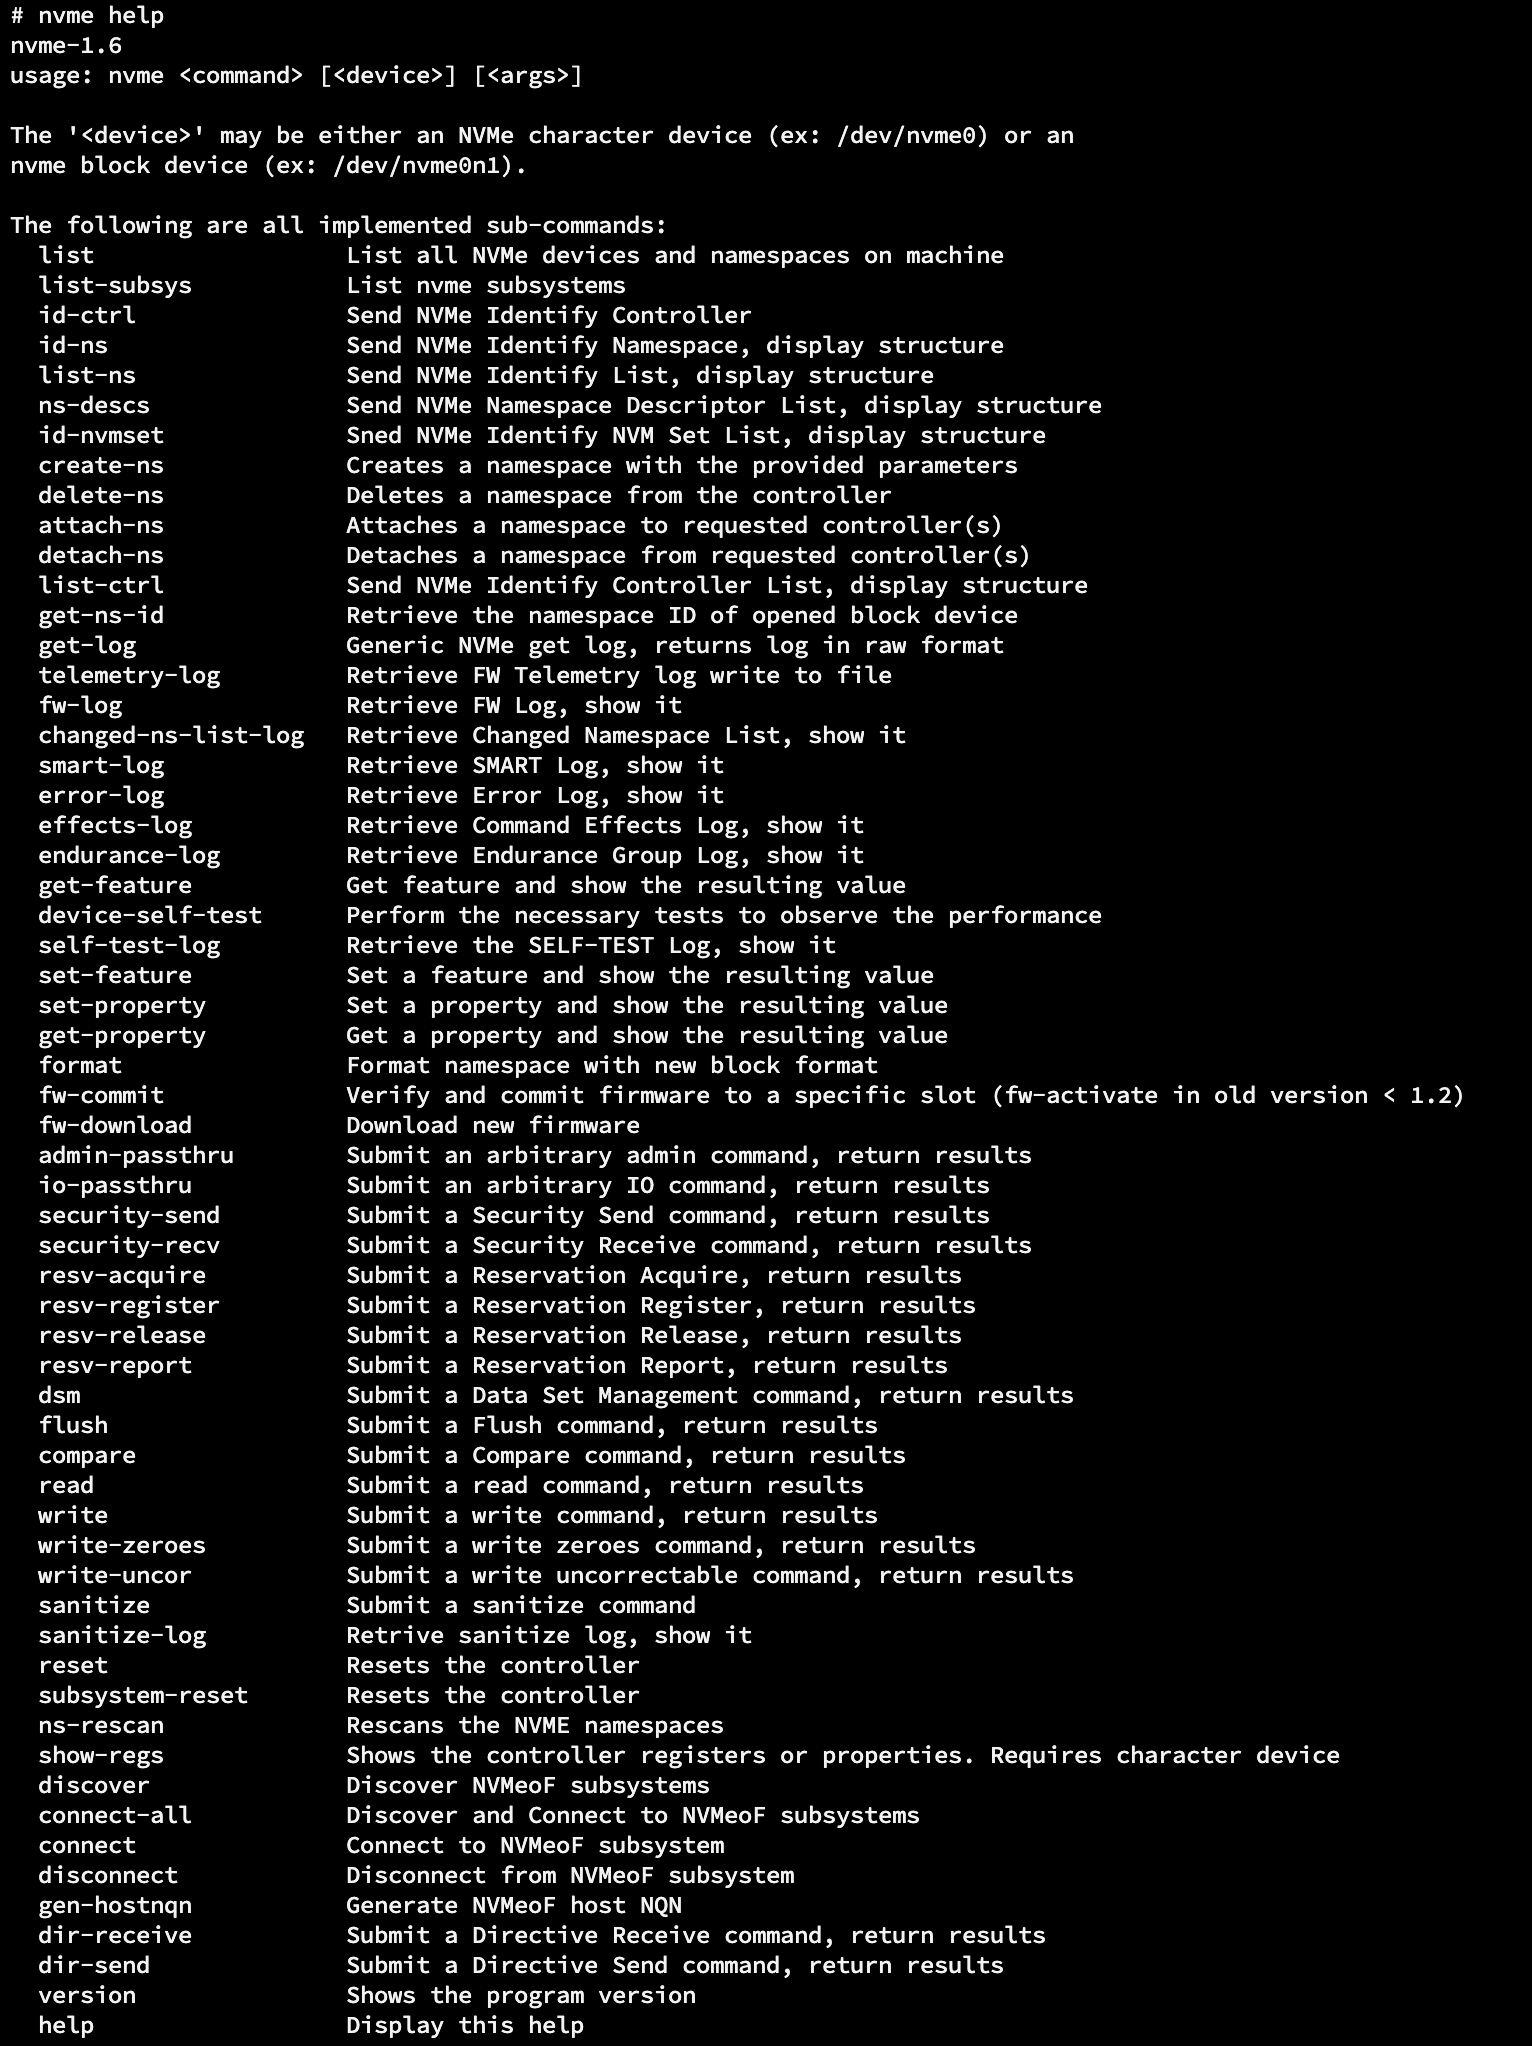 # nvme help
nvme-1.6
usage: nvme <command> [<device>] [<args>]

The '<device>' may be either an NVMe character device (ex: /dev/nvme0) or an
nvme block device (ex: /dev/nvme0n1).

The following are all implemented sub-commands:
  list                  List all NVMe devices and namespaces on machine
  list-subsys           List nvme subsystems
  id-ctrl               Send NVMe Identify Controller
  id-ns                 Send NVMe Identify Namespace, display structure
  list-ns               Send NVMe Identify List, display structure
  ns-descs              Send NVMe Namespace Descriptor List, display structure
  id-nvmset             Sned NVMe Identify NVM Set List, display structure
  create-ns             Creates a namespace with the provided parameters
  delete-ns             Deletes a namespace from the controller
  attach-ns             Attaches a namespace to requested controller(s)
  detach-ns             Detaches a namespace from requested controller(s)
  list-ctrl             Send NVMe Identify Controller List, display structure
  get-ns-id             Retrieve the namespace ID of opened block device
  get-log               Generic NVMe get log, returns log in raw format
  telemetry-log         Retrieve FW Telemetry log write to file
  fw-log                Retrieve FW Log, show it
  changed-ns-list-log   Retrieve Changed Namespace List, show it
  smart-log             Retrieve SMART Log, show it
  error-log             Retrieve Error Log, show it
  effects-log           Retrieve Command Effects Log, show it
  endurance-log         Retrieve Endurance Group Log, show it
  get-feature           Get feature and show the resulting value
  device-self-test      Perform the necessary tests to observe the performance
  self-test-log         Retrieve the SELF-TEST Log, show it
  set-feature           Set a feature and show the resulting value
  set-property          Set a property and show the resulting value
  get-property          Get a property and show the resulting value
  format                Format namespace with new block format
  fw-commit             Verify and commit firmware to a specific slot (fw-activate in old version < 1.2)
  fw-download           Download new firmware
  admin-passthru        Submit an arbitrary admin command, return results
  io-passthru           Submit an arbitrary IO command, return results
  security-send         Submit a Security Send command, return results
  security-recv         Submit a Security Receive command, return results
  resv-acquire          Submit a Reservation Acquire, return results
  resv-register         Submit a Reservation Register, return results
  resv-release          Submit a Reservation Release, return results
  resv-report           Submit a Reservation Report, return results
  dsm                   Submit a Data Set Management command, return results
  flush                 Submit a Flush command, return results
  compare               Submit a Compare command, return results
  read                  Submit a read command, return results
  write                 Submit a write command, return results
  write-zeroes          Submit a write zeroes command, return results
  write-uncor           Submit a write uncorrectable command, return results
  sanitize              Submit a sanitize command
  sanitize-log          Retrive sanitize log, show it
  reset                 Resets the controller
  subsystem-reset       Resets the controller
  ns-rescan             Rescans the NVME namespaces
  show-regs             Shows the controller registers or properties. Requires character device
  discover              Discover NVMeoF subsystems
  connect-all           Discover and Connect to NVMeoF subsystems
  connect               Connect to NVMeoF subsystem
  disconnect            Disconnect from NVMeoF subsystem
  gen-hostnqn           Generate NVMeoF host NQN
  dir-receive           Submit a Directive Receive command, return results
  dir-send              Submit a Directive Send command, return results
  version               Shows the program version
  help                  Display this help